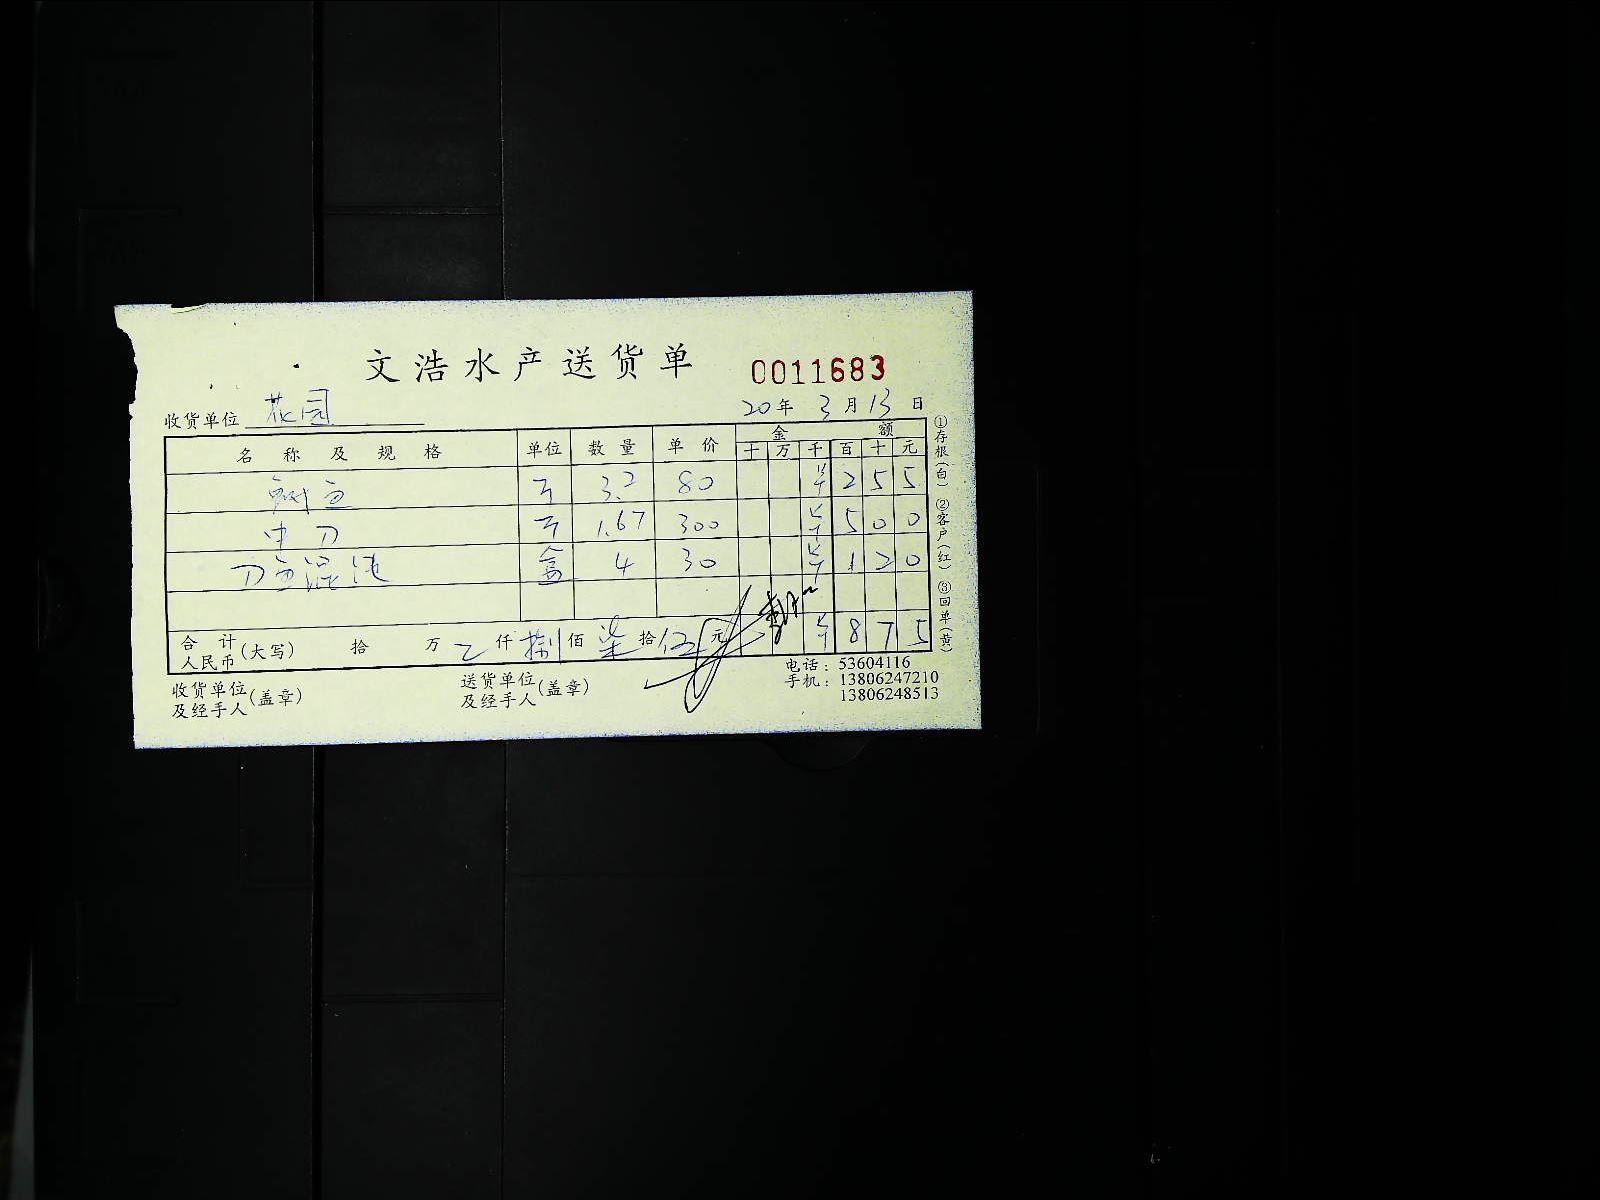 文浩水产送货单
0011683
收货单位 花园
20年 3月 13日
名称及规格 单位 数量 单价 金额
十 万 千 百 十 元
鱼 斤 3.2 80 ¥ 2 5 5
中刀 斤 1.67 300 ¥ 5 0 0
刀鱼混沌 盒 4 30 ¥ 1 2 0
合计人民币(大写) 拾 万 仟 捌 佰 柒 拾 伍 元 ¥ 8 7 5
收货单位及经手人(盖章) 送货单位及经手人(盖章)
电话：53604116
手机：13806247210
13806248513
①存根(白) ②客户(红) ③回单(黄)